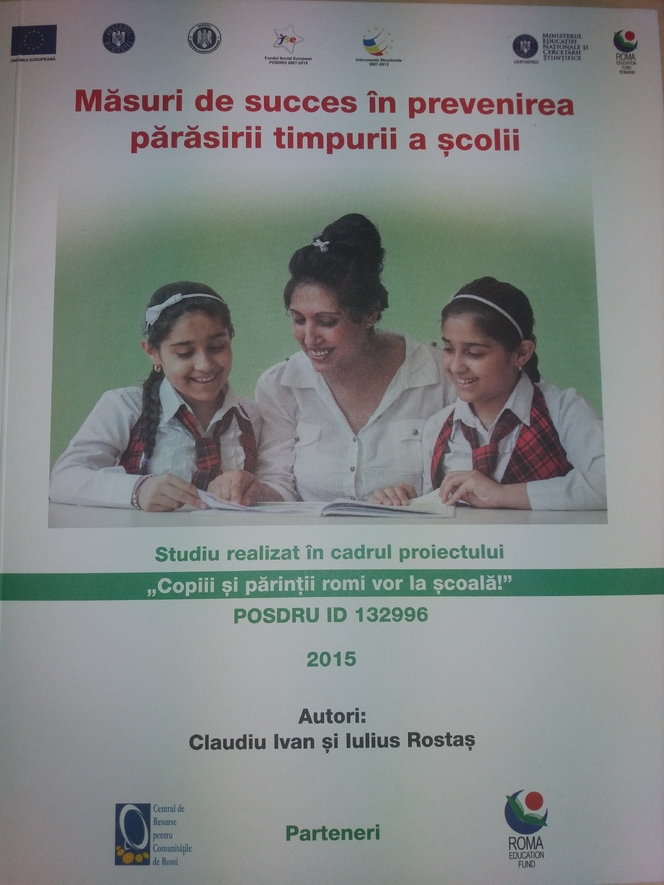 UNIUNEA EUROPEANĂ
Fondul Social European
POSDRU 2007-2013
Instrumente Structurale
2007-2013
OIPOSDRU
MINISTERUL
EDUCAȚIEI
NAȚIONALE ȘI
CERCETĂRII
ȘTIINȚIFICE
ROMA
EDUCATION
FUND
ROMÂNIA
Măsuri de succes în prevenirea
părăsirii timpurii a școlii
Studiu realizat în cadrul proiectului
„Copiii și părinții romi vor la școală!”
POSDRU ID 132996
2015
Autori:
Claudiu Ivan și Iulius Rostaș
Centrul de
Resurse
pentru
Comunitățile
de Romi
Parteneri
ROMA
EDUCATION
FUND